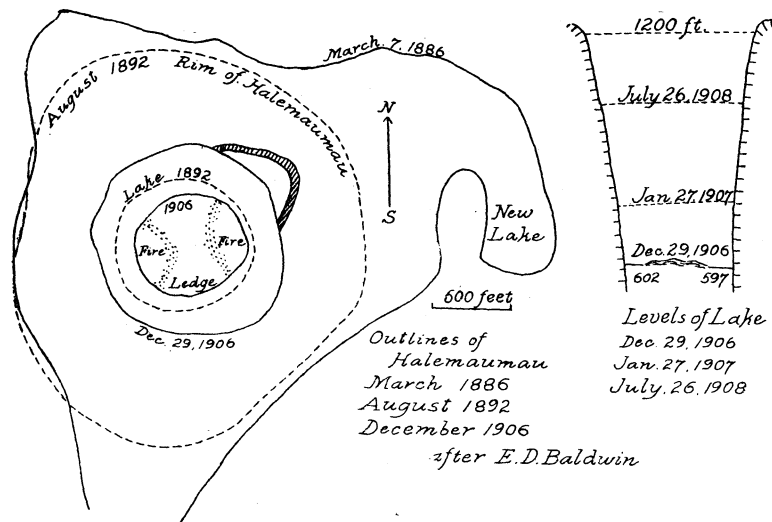 March. 7. 1886
August 1892 Rim of Halemaumau
N
S
Lake 1892
1906
Fire Fire
Ledge
Dec. 29, 1906
New
Lake
600 feet
Outlines of
Halemaumau
March 1886
August 1892
December 1906
after E.D. Baldwin
1200 ft.
July 26, 1908
Jan. 27, 1907
Dec. 29, 1906
602 597
Levels of Lake
Dec. 29, 1906
Jan. 27. 1907
July. 26, 1908